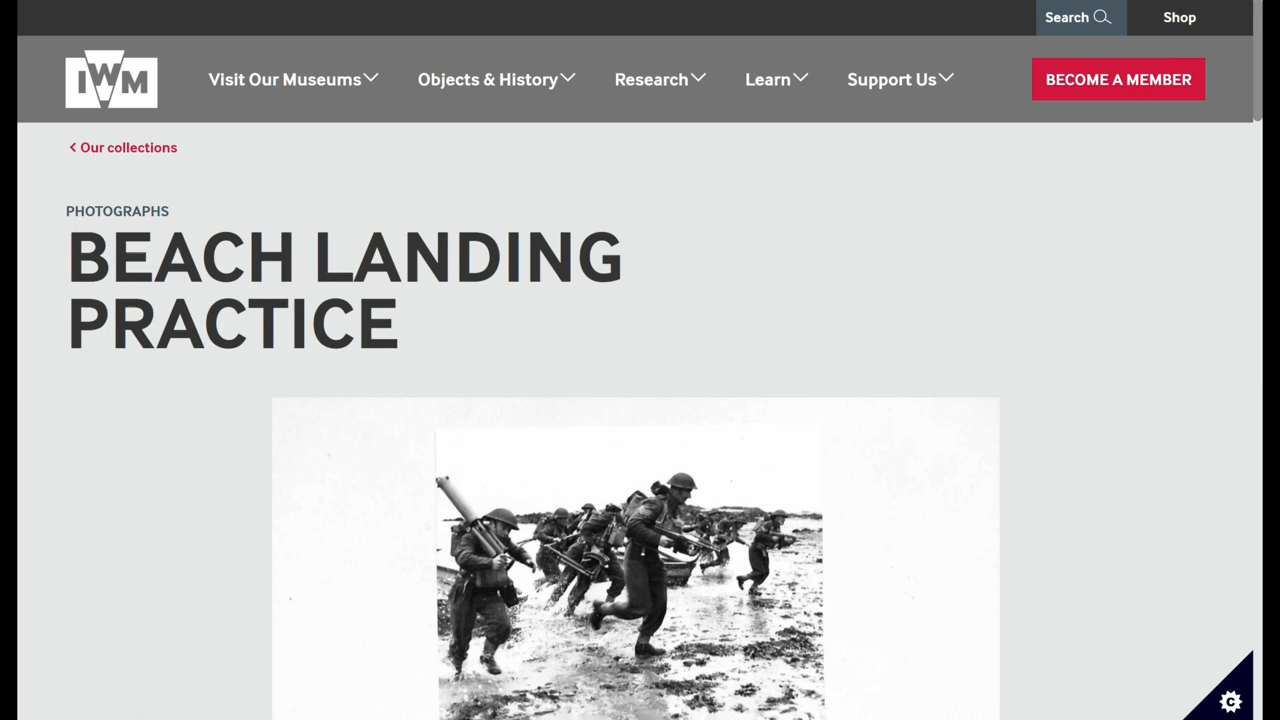 Search
Shop
IWM
Visit Our Museums
Objects & History
Research
Learn
Support Us
BECOME A MEMBER
Our collections
PHOTOGRAPHS
BEACH LANDING
PRACTICE
C